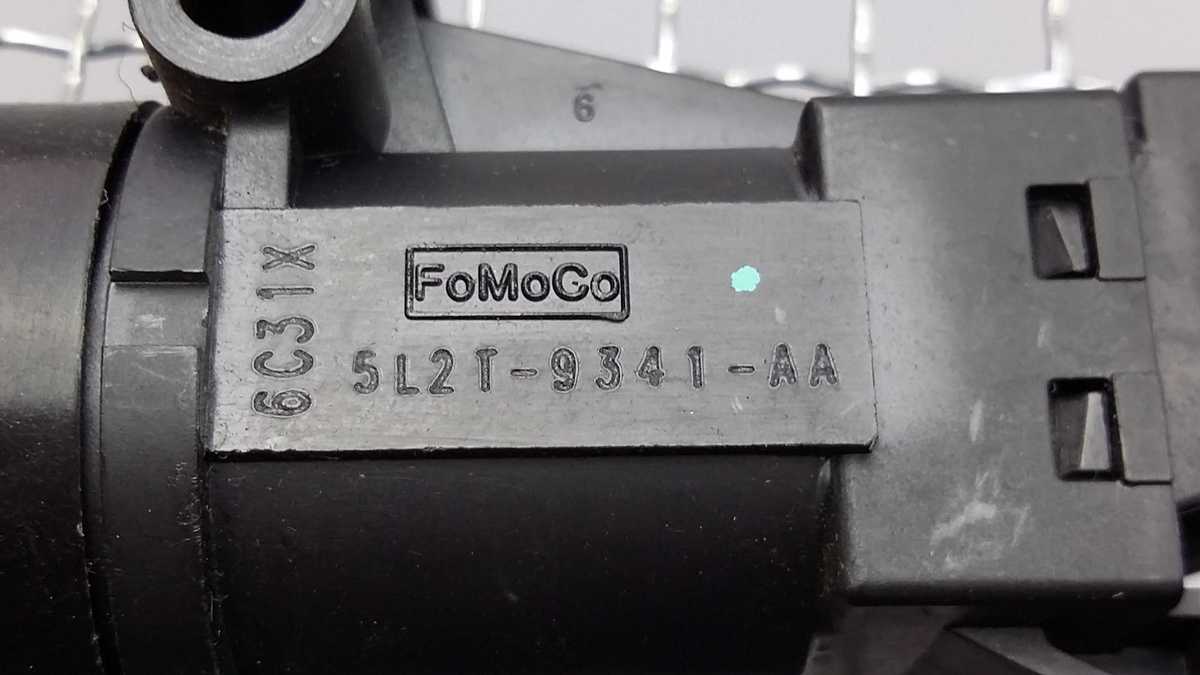 6
FoMoCo
5L2T-9341-AA
6C31X